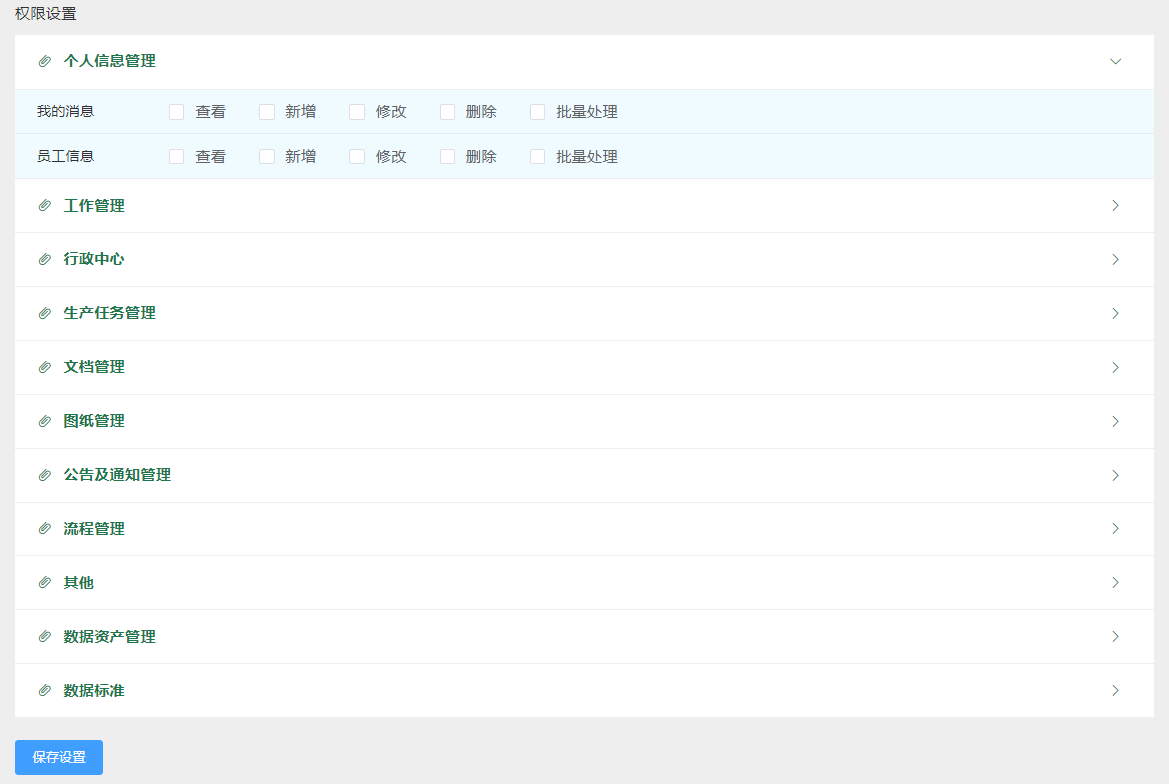 权限设置
个人信息管理
我的消息 查看 新增 修改 删除 批量处理
员工信息 查看 新增 修改 删除 批量处理
工作管理
行政中心
生产任务管理
文档管理
图纸管理
公告及通知管理
流程管理
其他
数据资产管理
数据标准
保存设置